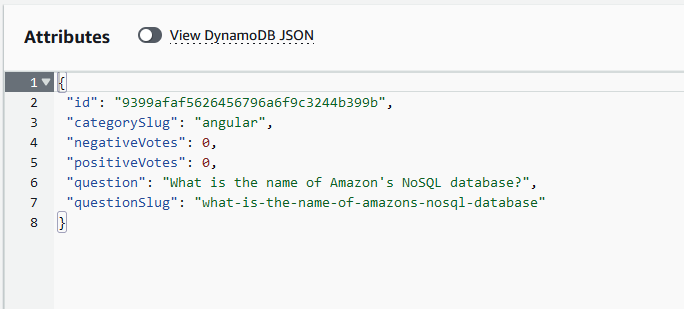 Attributes View DynamoDB JSON
1 {
2 "id": "9399afaf5626456796a6f9c3244b399b",
3 "categorySlug": "angular",
4 "negativeVotes": 0,
5 "positiveVotes": 0,
6 "question": "What is the name of Amazon's NoSQL database?",
7 "questionSlug": "what-is-the-name-of-amazons-nosql-database"
8 }